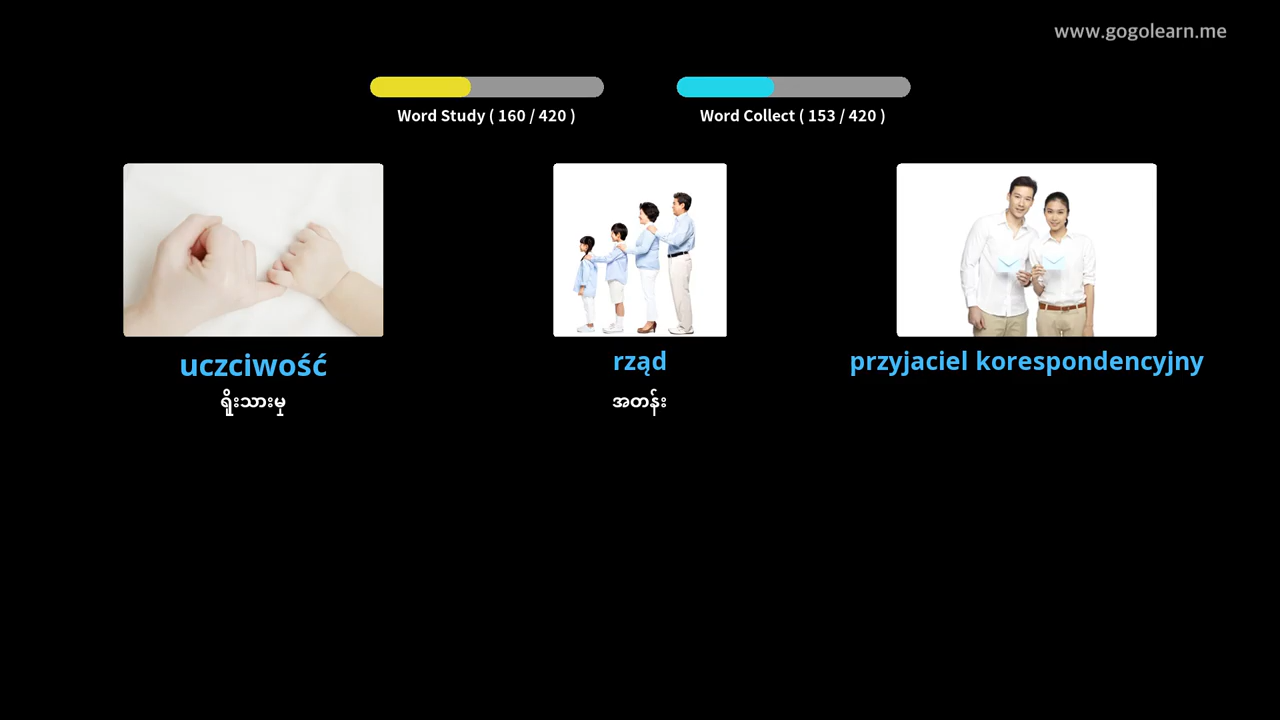 www.gogolearn.me
Word Study ( 160 / 420 )
Word Collect ( 153 / 420 )
uczciwość
ရိုးသားမှု
rząd
အတန်း
przyjaciel korespondencyjny